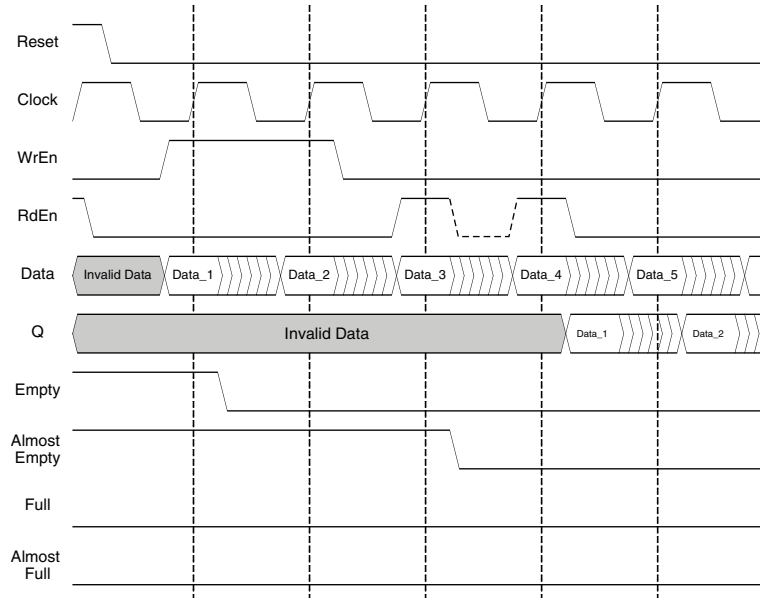 Reset
Clock
WrEn
RdEn
Data
Invalid Data
Data_1
Data_2
Data_3
Data_4
Data_5
Q
Invalid Data
Data_1
Data_2
Empty
Almost
Empty
Full
Almost
Full